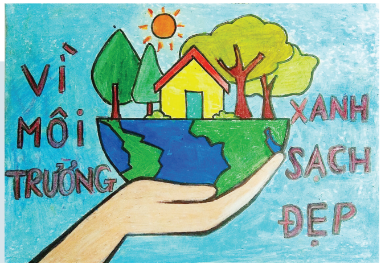 VÌ
MÔI
TRƯỜNG
XANH
SẠCH
ĐẸP